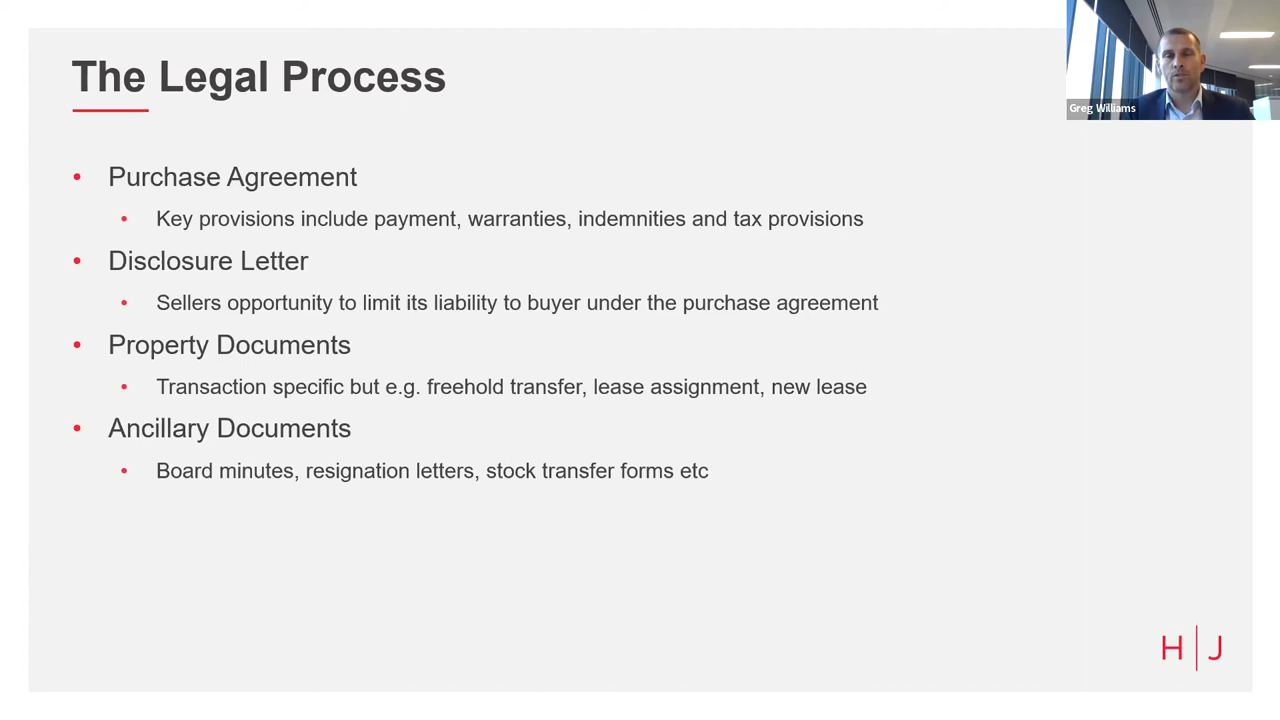 The Legal Process
Greg Williams
• Purchase Agreement
• Key provisions include payment, warranties, indemnities and tax provisions
• Disclosure Letter
• Sellers opportunity to limit its liability to buyer under the purchase agreement
• Property Documents
• Transaction specific but e.g. freehold transfer, lease assignment, new lease
• Ancillary Documents
• Board minutes, resignation letters, stock transfer forms etc
H | J